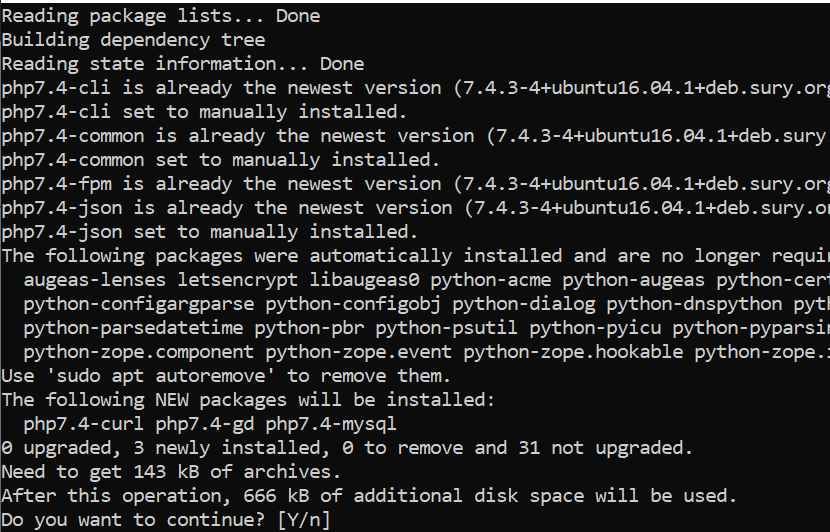 Reading package lists... Done
Building dependency tree
Reading state information... Done
php7.4-cli is already the newest version (7.4.3-4+ubuntu16.04.1+deb.sury.org
php7.4-cli set to manually installed.
php7.4-common is already the newest version (7.4.3-4+ubuntu16.04.1+deb.sury
php7.4-common set to manually installed.
php7.4-fpm is already the newest version (7.4.3-4+ubuntu16.04.1+deb.sury.org
php7.4-json is already the newest version (7.4.3-4+ubuntu16.04.1+deb.sury.or
php7.4-json set to manually installed.
The following packages were automatically installed and are no longer requir
  augeas-lenses letsencrypt libaugeas0 python-acme python-augeas python-cert
  python-configargparse python-configobj python-dialog python-dnspython pyth
  python-parsedatetime python-pbr python-psutil python-pyicu python-pyparsin
  python-zope.component python-zope.event python-zope.hookable python-zope.i
Use 'sudo apt autoremove' to remove them.
The following NEW packages will be installed:
  php7.4-curl php7.4-gd php7.4-mysql
0 upgraded, 3 newly installed, 0 to remove and 31 not upgraded.
Need to get 143 kB of archives.
After this operation, 666 kB of additional disk space will be used.
Do you want to continue? [Y/n]